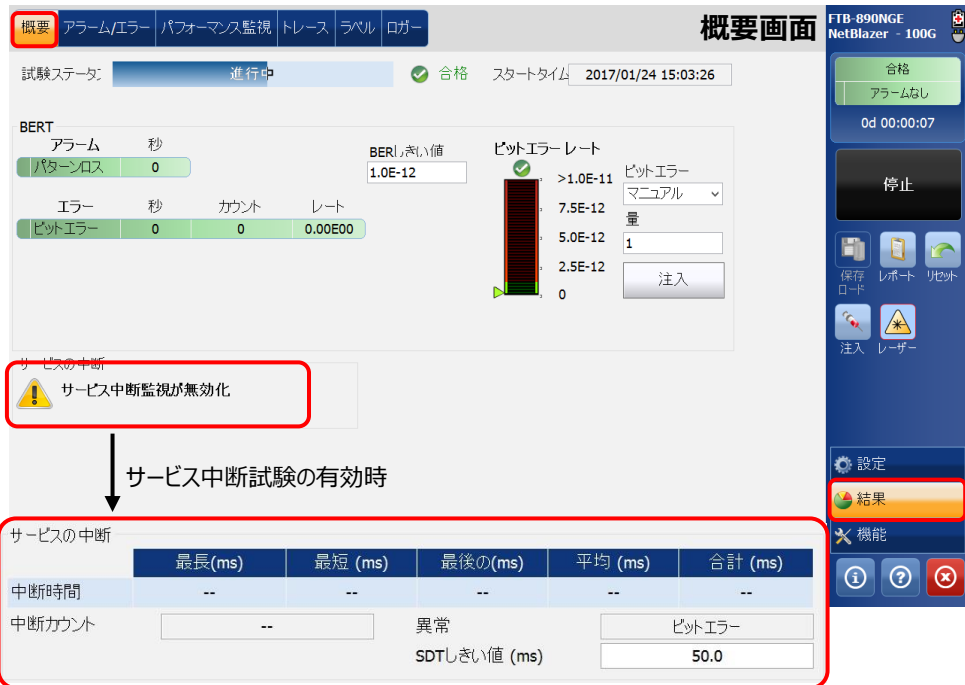 概要 アラーム/エラー パフォーマンス監視 トレース ラベル ロガー 概要画面
試験ステータ 進行中 合格 スタートタイム 2017/01/24 15:03:26
BERT
アラーム 秒
パターンロス 0
エラー 秒 カウント レート
ビットエラー 0 0 0.00E00
BERしきい値
1.0E-12
ビットエラーレート
>1.0E-11
7.5E-12
5.0E-12
2.5E-12
0
ビットエラー
マニュアル
量
1
注入
サービスの中断
サービス中断監視が無効化
サービス中断試験の有効時
サービスの中断
最長(ms) 最短 (ms) 最後の(ms) 平均 (ms) 合計 (ms)
中断時間 -- -- -- -- --
中断カウント -- 異常 ビットエラー
SDTしきい値 (ms) 50.0
FTB-890NGE
NetBlazer - 100G
合格
アラームなし
0d 00:00:07
停止
保存 レポート リセット
ロード
注入 レーザー
設定
結果
機能